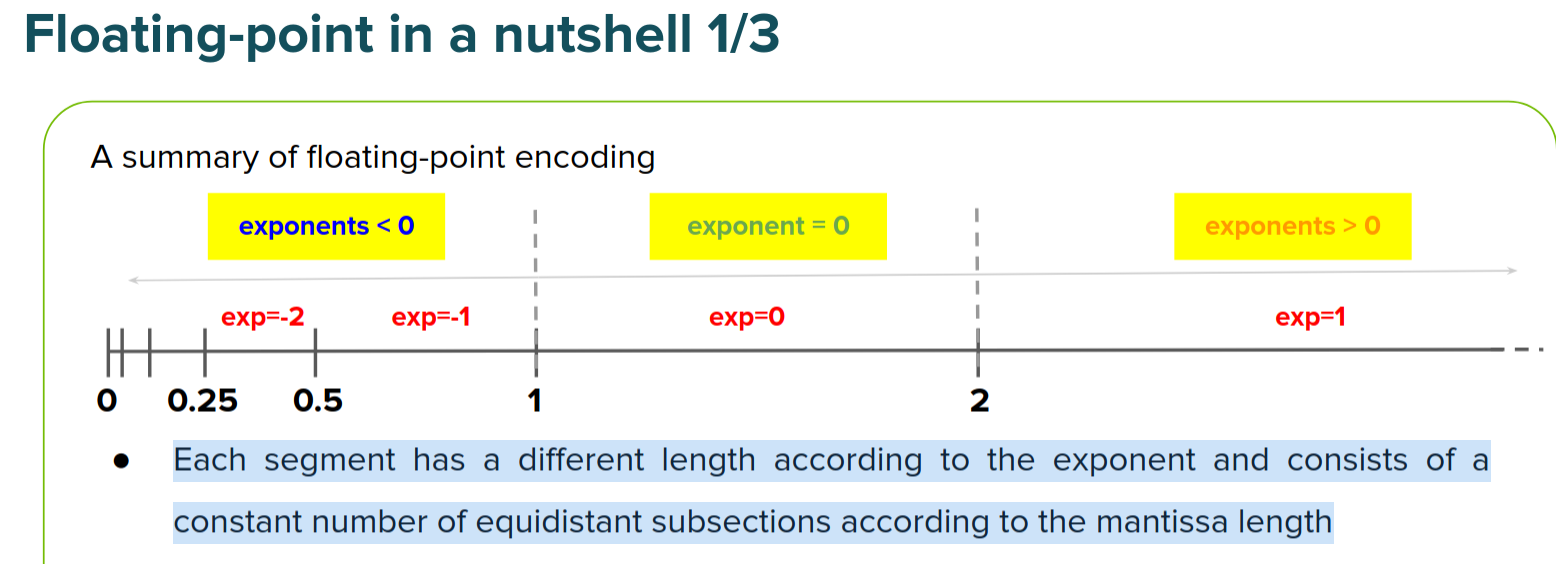 Floating-point in a nutshell 1/3
A summary of floating-point encoding
exponents < 0 exponent = 0 exponents > 0
exp=-2 exp=-1 exp=0 exp=1
0 0.25 0.5 1 2
● Each segment has a different length according to the exponent and consists of a
constant number of equidistant subsections according to the mantissa length